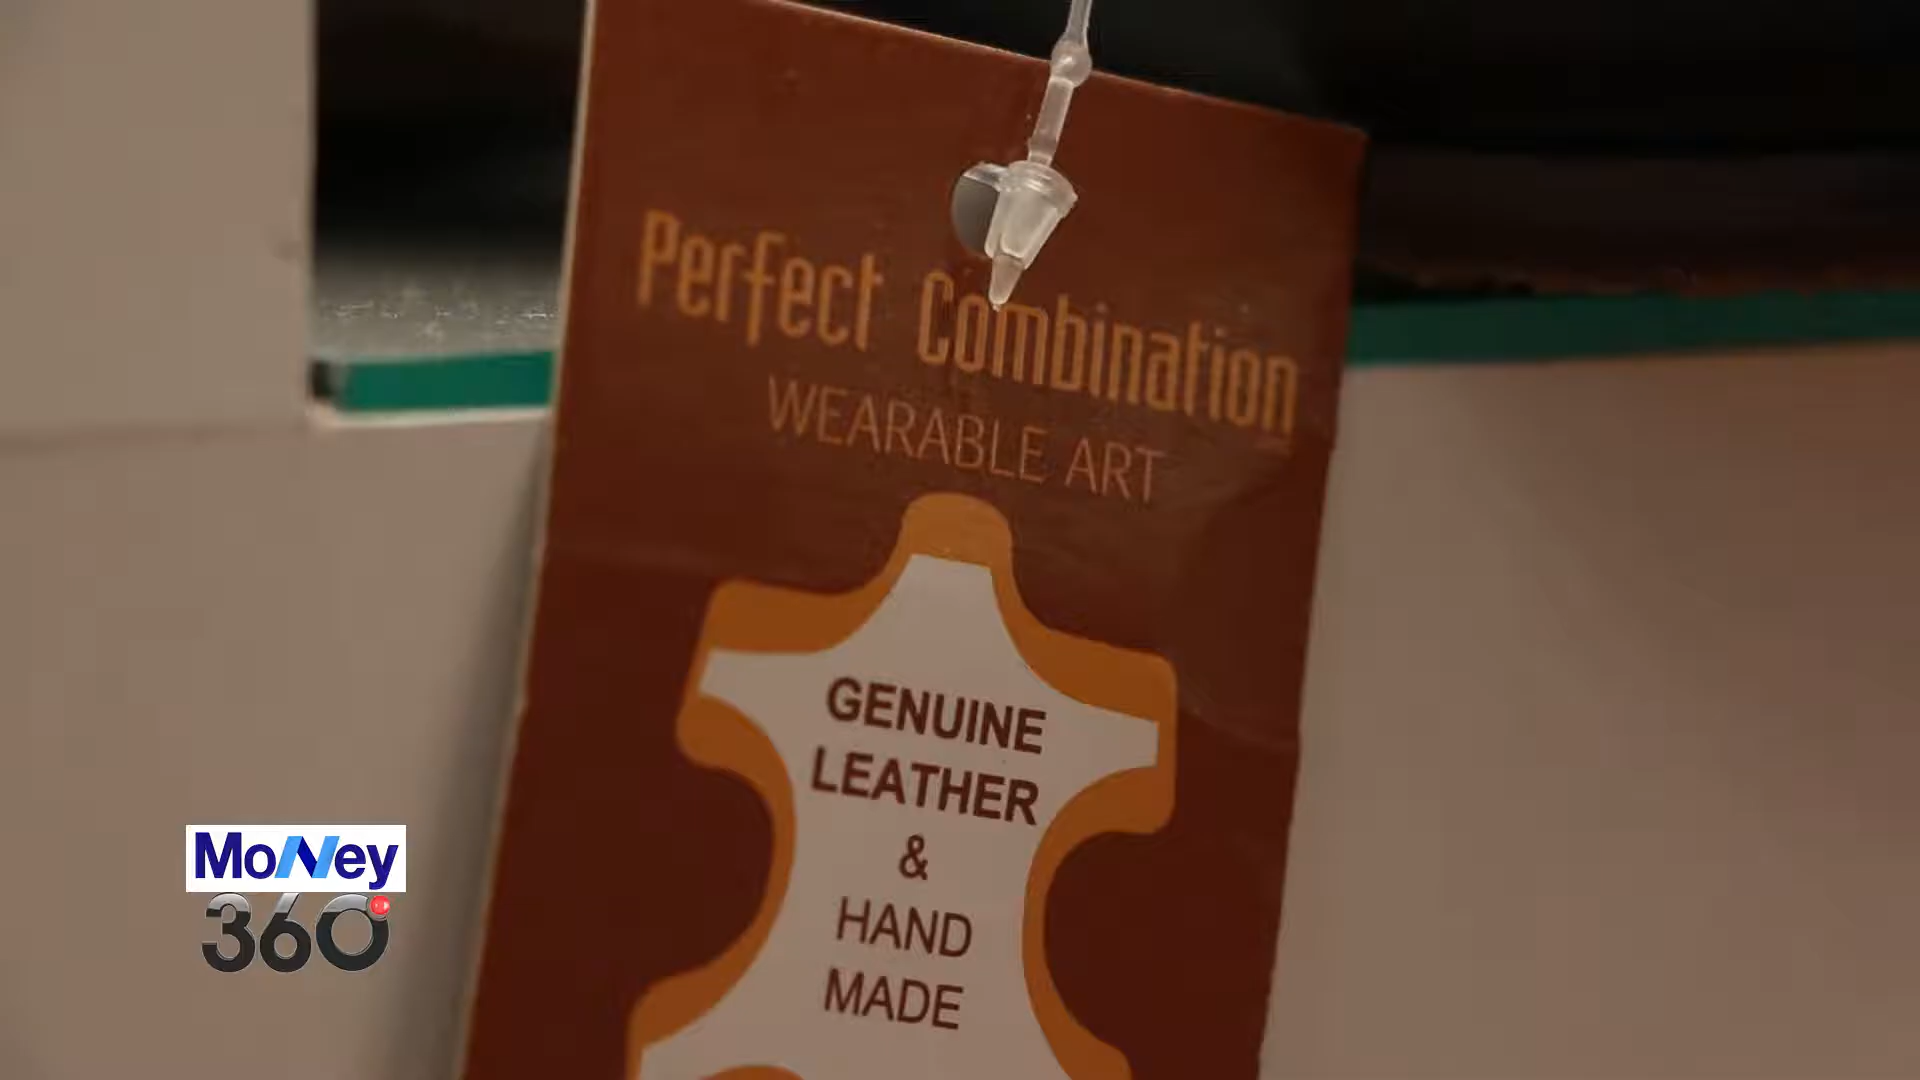 Perfect Combination
WEARABLE ART
GENUINE
LEATHER
&
HAND
MADE
Money
360°